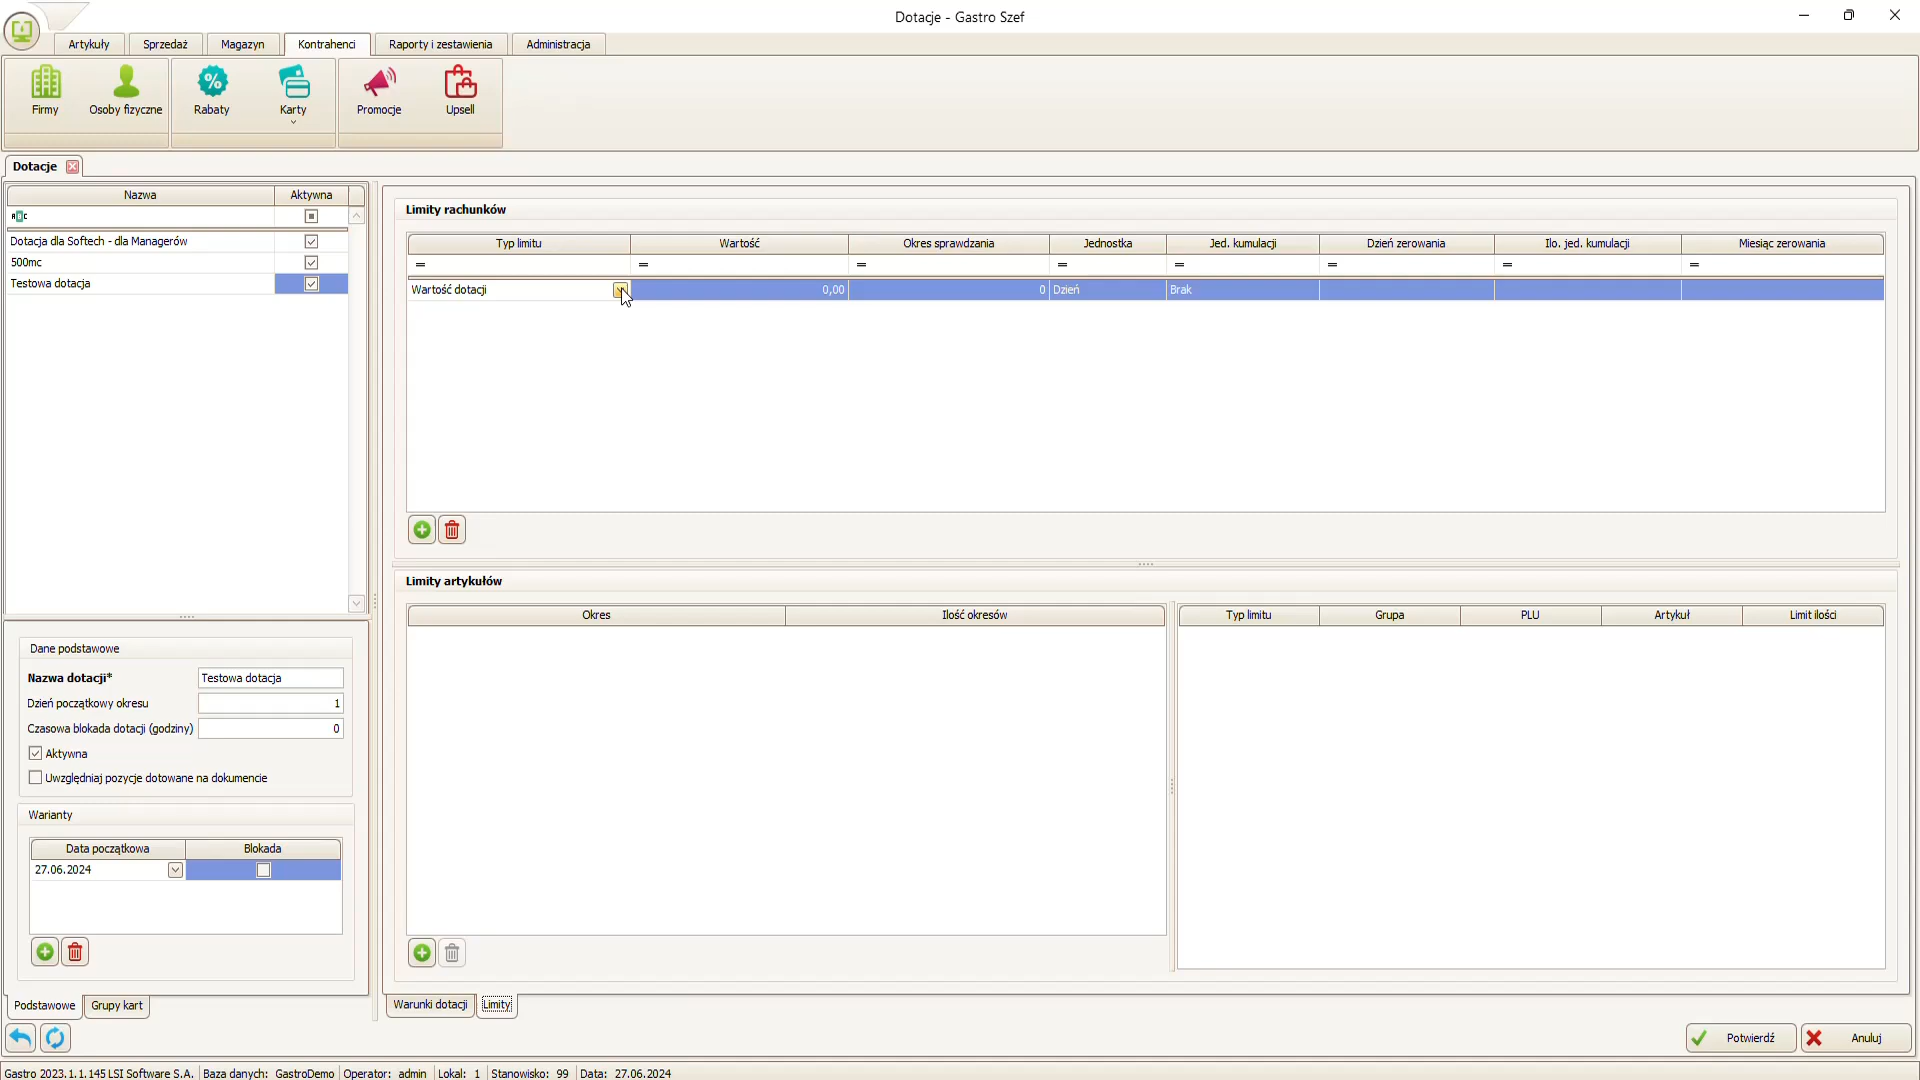 Dotacje - Gastro Szef
Artykuły Sprzedaż Magazyn Kontrahenci Raporty i zestawienia Administracja
Firmy Osoby fizyczne Rabaty Karty Promocje Upsell
Dotacje
Nazwa Aktywna
Dotacja dla Softech - dla Managerów
500mc
Testowa dotacja
Limity rachunków
Typ limitu Wartość Okres sprawdzania Jednostka Jed. kumulacji Dzień zerowania Ilo. jed. kumulacji Miesiąc zerowania
= = = = = = = =
Wartość dotacji 0,00 0 Dzień Brak
Limity artykułów
Okres Ilość okresów Typ limitu Grupa PLU Artykuł Limit ilości
Dane podstawowe
Nazwa dotacji* Testowa dotacja
Dzień początkowy okresu 1
Czasowa blokada dotacji (godziny) 0
Aktywna
Uwzględniaj pozycje dotowane na dokumencie
Warianty
Data początkowa Blokada
27.06.2024
Podstawowe Grupy kart
Warunki dotacji Limity
Potwierdź Anuluj
Gastro 2023.1.1.145 LSI Software S.A. Baza danych: GastroDemo Operator: admin Lokal: 1 Stanowisko: 99 Data: 27.06.2024